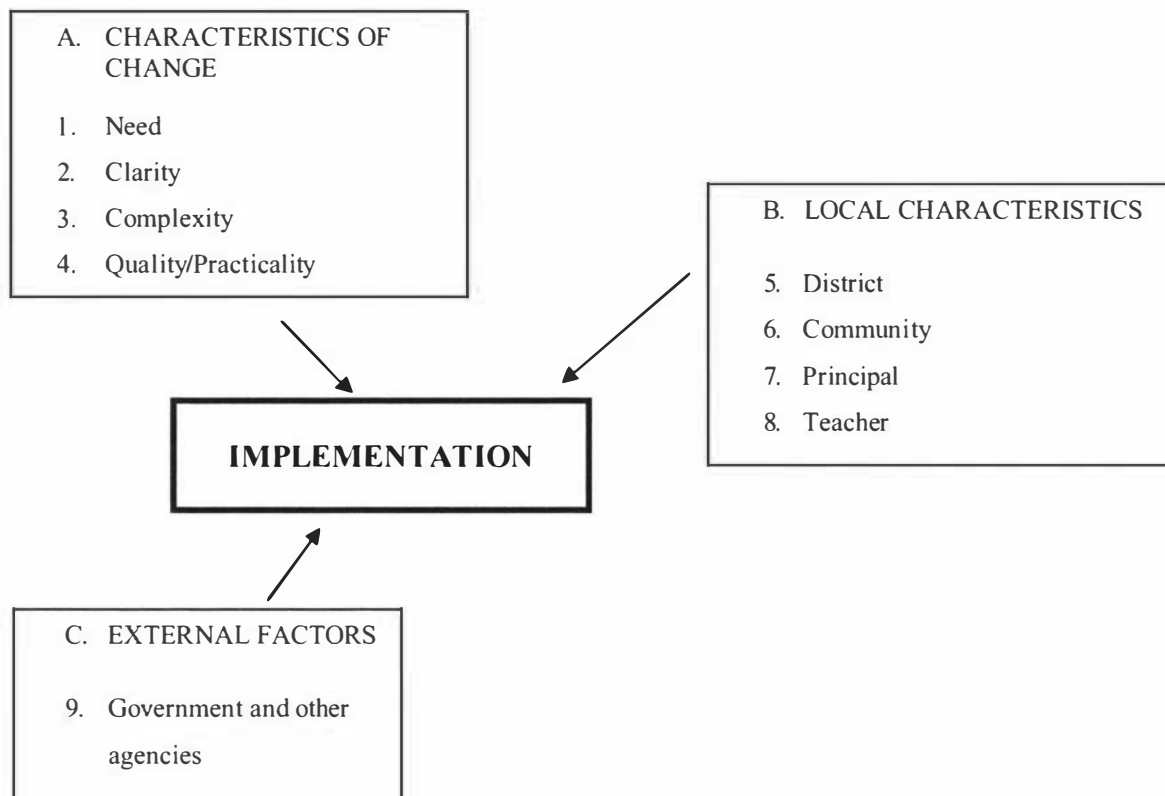 A. CHARACTERISTICS OF
CHANGE
1. Need
2. Clarity
3. Complexity
4. Quality/Practicality
B. LOCAL CHARACTERISTICS
5. District
6. Community
7. Principal
8. Teacher
IMPLEMENTATION
C. EXTERNAL FACTORS
9. Government and other
agencies